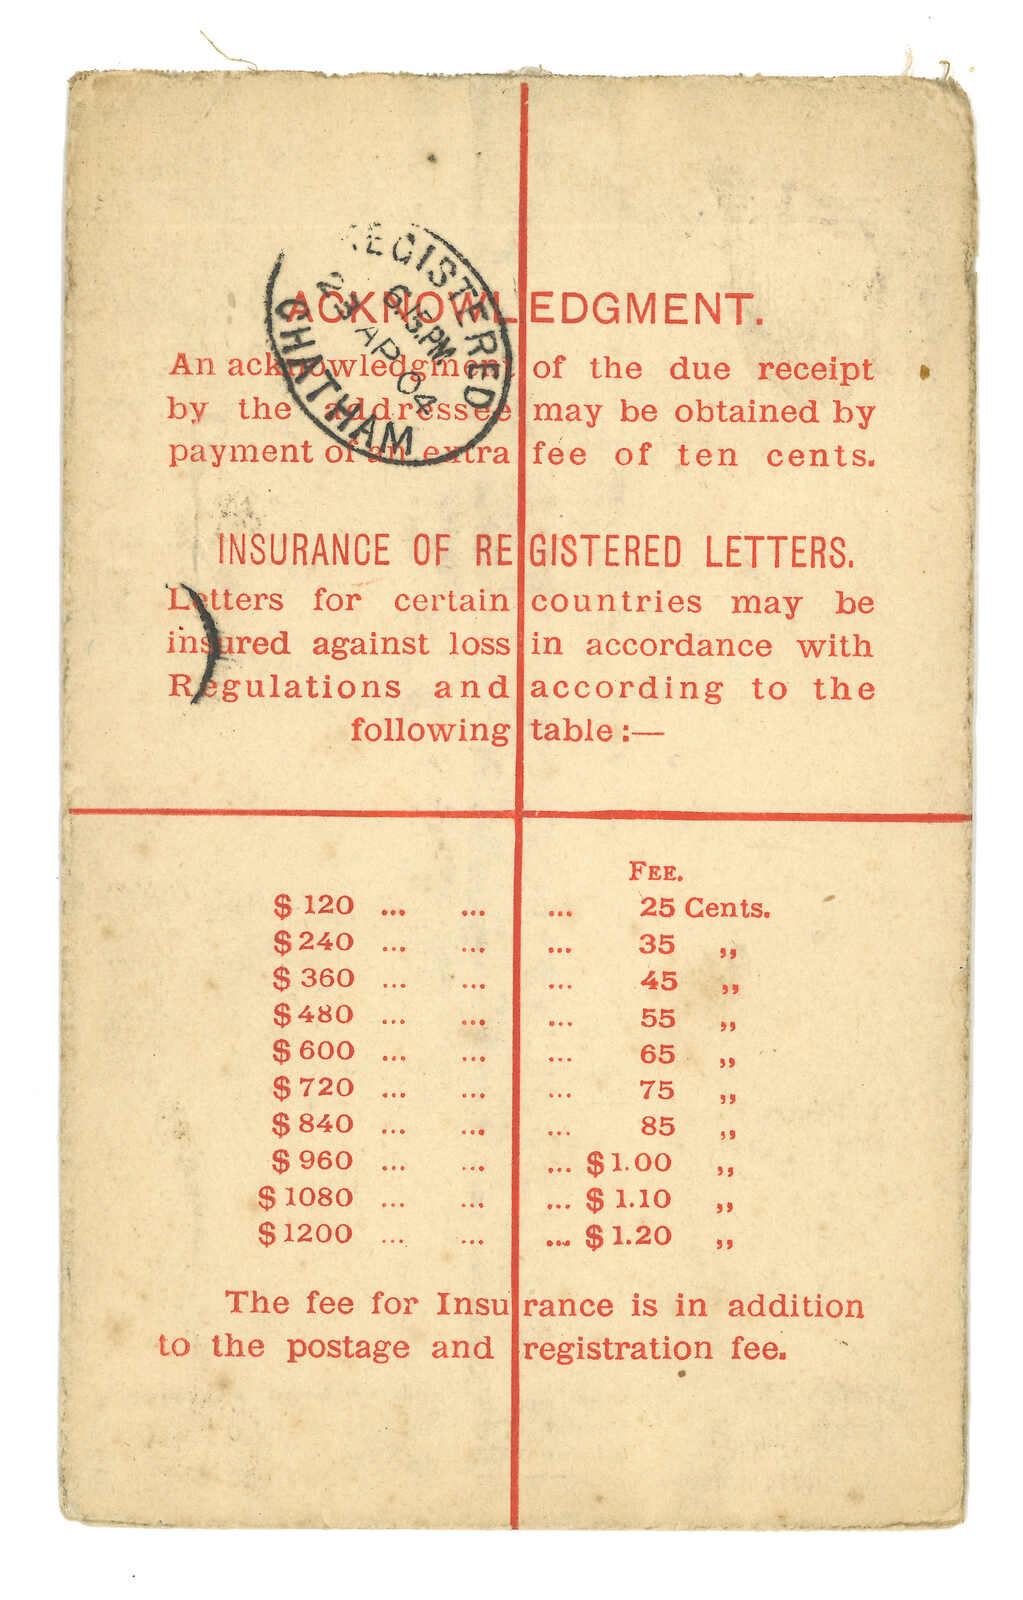 REGISTERED
6/5.PM.
23 AP 04
CHATHAM
ACKNOWLEDGMENT.
An acknowledgment of the due receipt
by the addressee may be obtained by
payment of an extra fee of ten cents.
INSURANCE OF REGISTERED LETTERS.
Letters for certain countries may be
insured against loss in accordance with
Regulations and according to the
following table :—
FEE.
$ 120 ... ... ... 25 Cents.
$ 240 ... ... ... 35 ,,
$ 360 ... ... ... 45 ,,
$ 480 ... ... ... 55 ,,
$ 600 ... ... ... 65 ,,
$ 720 ... ... ... 75 ,,
$ 840 ... ... ... 85 ,,
$ 960 ... ... ... $ 1.00 ,,
$ 1080 ... ... ... $ 1.10 ,,
$ 1200 ... ... ... $ 1.20 ,,
The fee for Insurance is in addition
to the postage and registration fee.